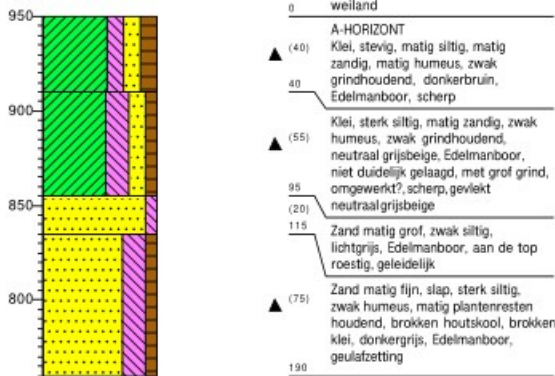 950
900
850
800
0 weiland
A-HORIZONT
(40) Klei, stevig, matig siltig, matig
zandig, matig humeus, zwak
grindhoudend, donkerbruin,
40 Edelmanboor, scherp
Klei, sterk siltig, matig zandig, zwak
(55) humeus, zwak grindhoudend,
neutraal grijsbeige, Edelmanboor,
niet duidelijk gelaagd, met grof grind,
95 omgewerkt?, scherp, gevlekt
(20) neutraalgrijsbeige
115 Zand matig grof, zwak siltig,
lichtgrijs, Edelmanboor, aan de top
roestig, geleidelijk
Zand matig fijn, slap, sterk siltig,
(75) zwak humeus, matig plantenresten
houdend, brokken houtskool, brokken
klei, donkergrijs, Edelmanboor,
geulafzetting
190